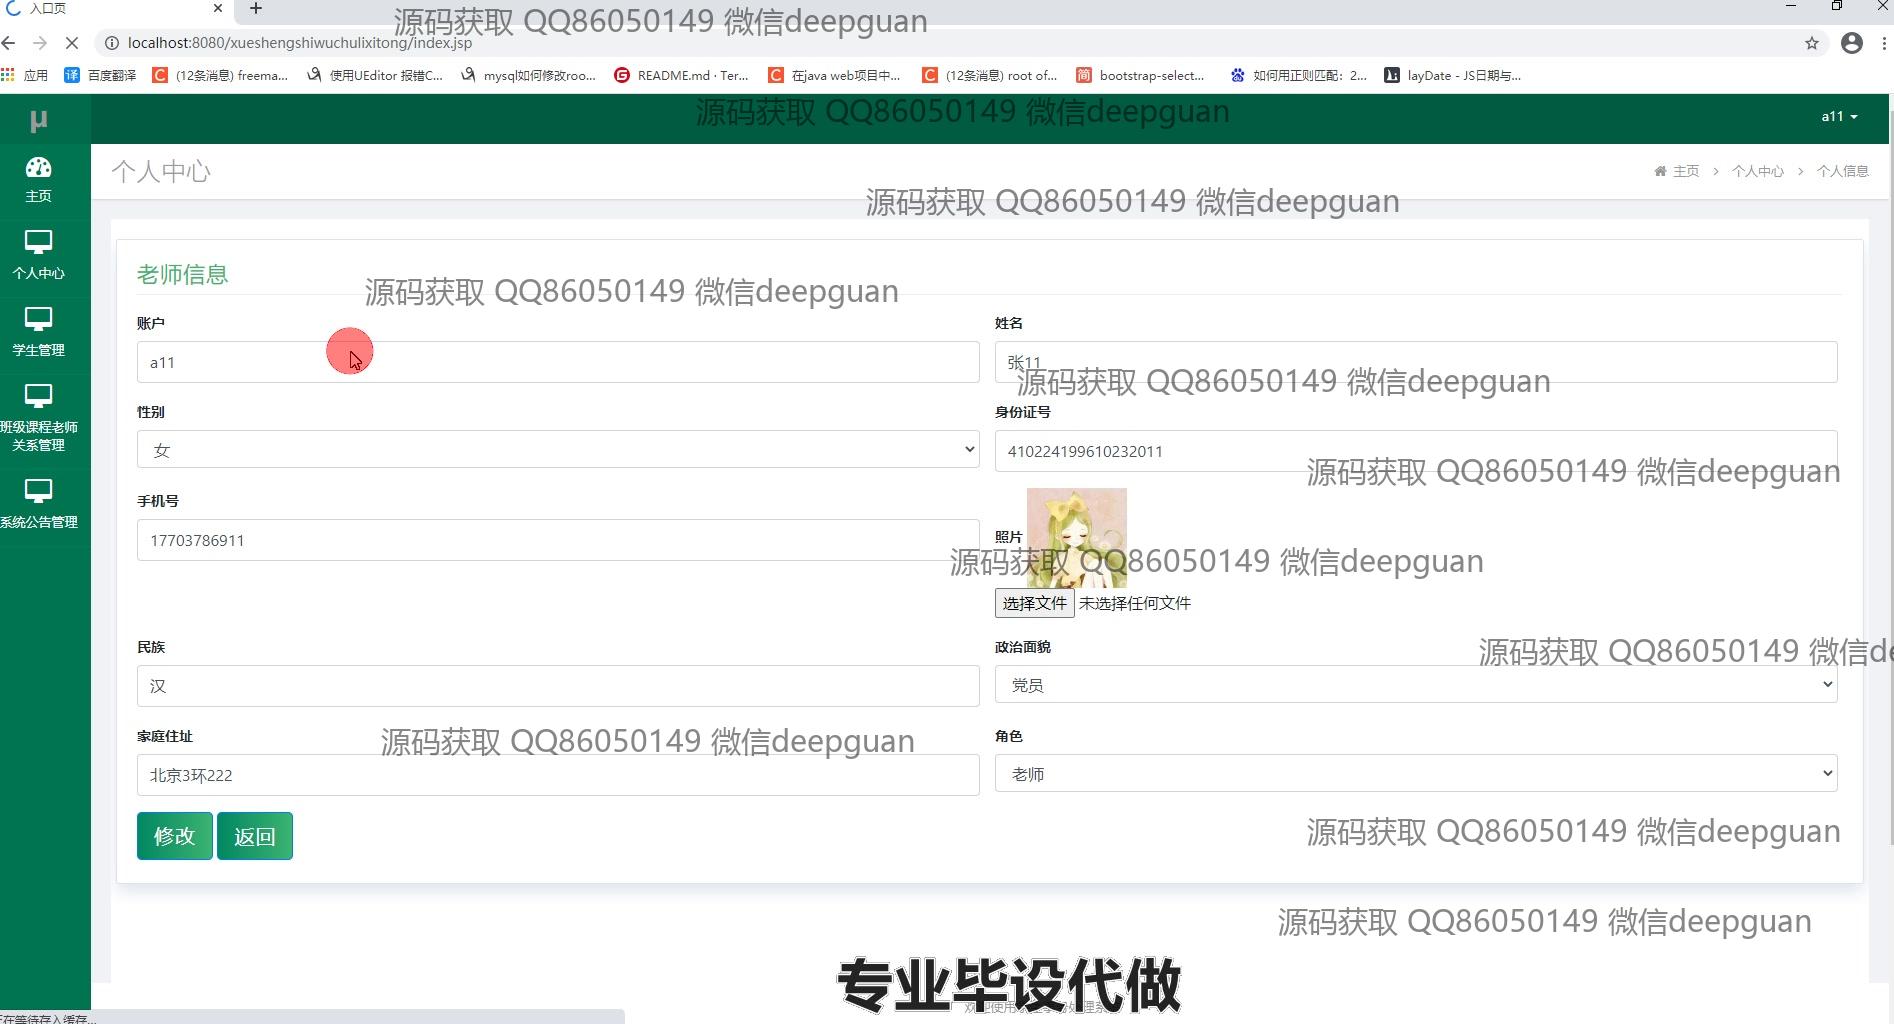 入口页
源码获取 QQ86050149 微信deepguan
localhost:8080/xueshengshiwuchulixitong/index.jsp
应用 译 百度翻译 (12条消息) freema... 使用UEditor 报错C... mysql如何修改roo... README.md · Ter... 在java web项目中... (12条消息) root of... 简 bootstrap-select... 如何用正则匹配：2... layDate - JS日期与...
源码获取 QQ86050149 微信deepguan
μ
a11
主页
个人中心
主页 > 个人中心 > 个人信息
源码获取 QQ86050149 微信deepguan
个人中心
学生管理
班级课程老师
关系管理
系统公告管理
老师信息
源码获取 QQ86050149 微信deepguan
账户
姓名
a11
张11
源码获取 QQ86050149 微信deepguan
性别
身份证号
女
410224199610232011
源码获取 QQ86050149 微信deepguan
手机号
17703786911
照片
源码获取 QQ86050149 微信deepguan
选择文件 未选择任何文件
民族
政治面貌
源码获取 QQ86050149 微信de
汉
党员
家庭住址
角色
源码获取 QQ86050149 微信deepguan
北京3环222
老师
修改 返回
源码获取 QQ86050149 微信deepguan
源码获取 QQ86050149 微信deepguan
专业毕设代做
正在等待存入缓存...